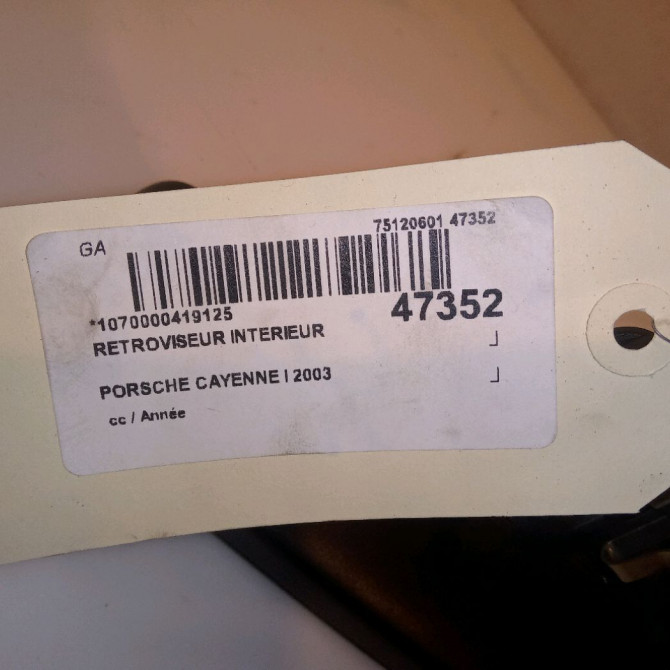 75120601 47352
GA
*1070000419125
47352
RETROVISEUR INTERIEUR
PORSCHE CAYENNE I 2003
cc / Année